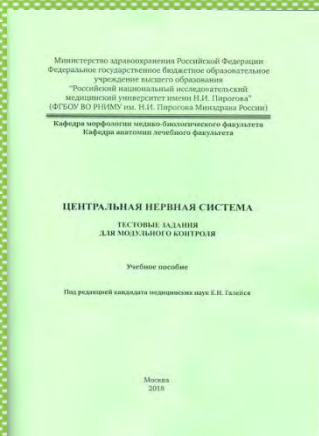 Министерство здравоохранения Российской Федерации
Федеральное государственное бюджетное образовательное
учреждение высшего образования
"Российский национальный исследовательский
медицинский университет имени Н.И. Пирогова"
(ФГБОУ ВО РНИМУ им. Н.И. Пирогова Минздрава России)
Кафедра морфологии медико-биологического факультета
Кафедра анатомии лечебного факультета
ЦЕНТРАЛЬНАЯ НЕРВНАЯ СИСТЕМА
ТЕСТОВЫЕ ЗАДАНИЯ
ДЛЯ МОДУЛЬНОГО КОНТРОЛЯ
Учебное пособие
Под редакцией кандидата медицинских наук Е.Н. Галейся
Москва
2018